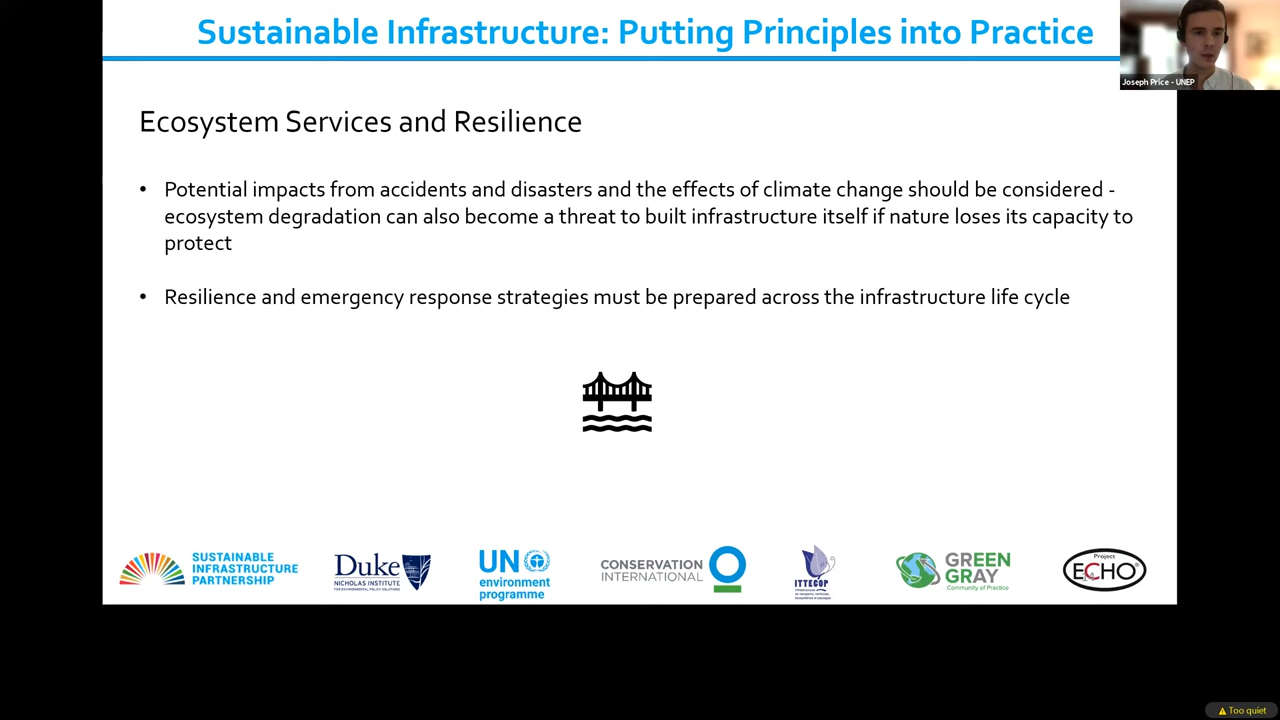 Sustainable Infrastructure: Putting Principles into Practice
Joseph Price - UNEP
Ecosystem Services and Resilience
• Potential impacts from accidents and disasters and the effects of climate change should be considered -
ecosystem degradation can also become a threat to built infrastructure itself if nature loses its capacity to
protect
• Resilience and emergency response strategies must be prepared across the infrastructure life cycle
SUSTAINABLE
INFRASTRUCTURE
PARTNERSHIP
Duke
NICHOLAS INSTITUTE
FOR ENVIRONMENTAL POLICY SOLUTIONS
UN
environment
programme
CONSERVATION
INTERNATIONAL
ITTECOP
GREEN
GRAY
Community of Practice
Project
ECHO
Too quiet